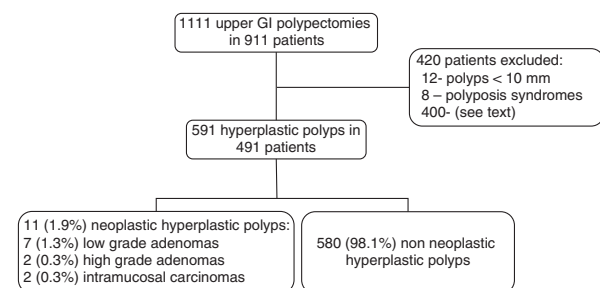 1111 upper GI polypectomies
in 911 patients
420 patients excluded:
12- polyps < 10 mm
8 – polyposis syndromes
400- (see text)
591 hyperplastic polyps in
491 patients
11 (1.9%) neoplastic hyperplastic polyps:
7 (1.3%) low grade adenomas
2 (0.3%) high grade adenomas
2 (0.3%) intramucosal carcinomas
580 (98.1%) non neoplastic
hyperplastic polyps